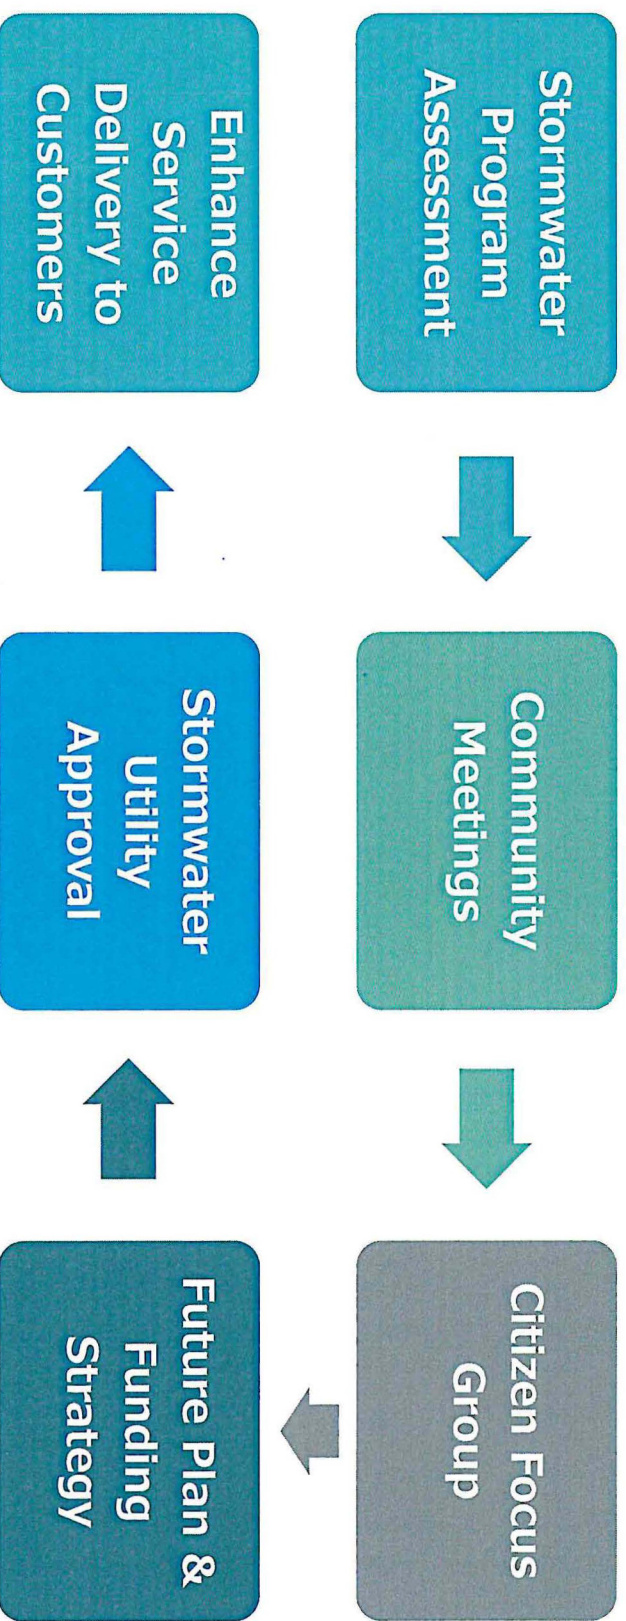 Stormwater
Program
Assessment
Community
Meetings
Citizen Focus
Group
Future Plan &
Funding
Strategy
Stormwater
Utility
Approval
Enhance
Service
Delivery to
Customers